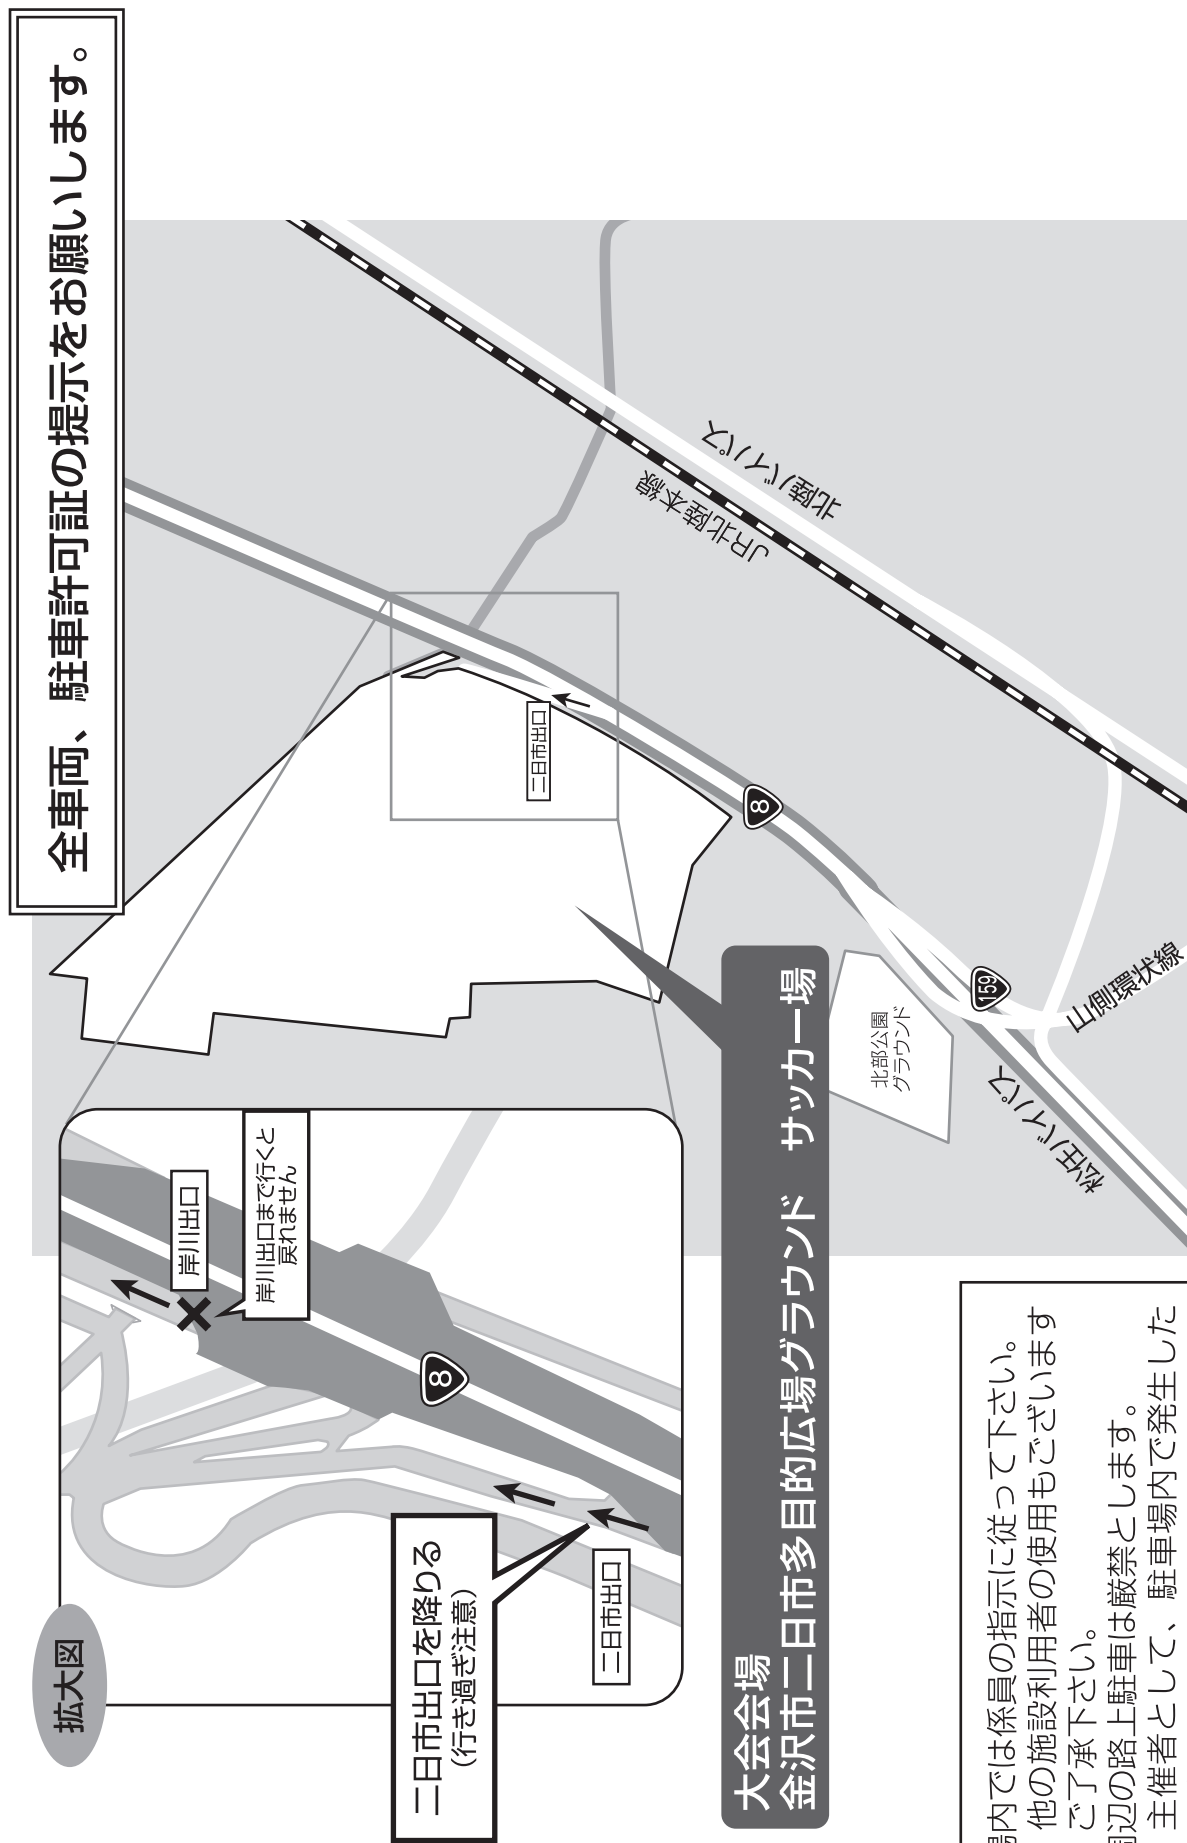 全車両、駐車許可証の提示をお願いします。
拡大図
岸川出口
岸川出口まで行くと
戻れません
8
二日市出口を降りる
(行き過ぎ注意)
二日市出口
二日市出口
8
159
JR北陸本線
北陸バイパス
山側環状線
松任バイパス
北部公園
グラウンド
大会会場
金沢市二日市多目的広場グラウンド サッカー場
場内では係員の指示に従って下さい。
他の施設利用者の使用もございます
ご了承下さい。
周辺の路上駐車は厳禁とします。
主催者として、駐車場内で発生した